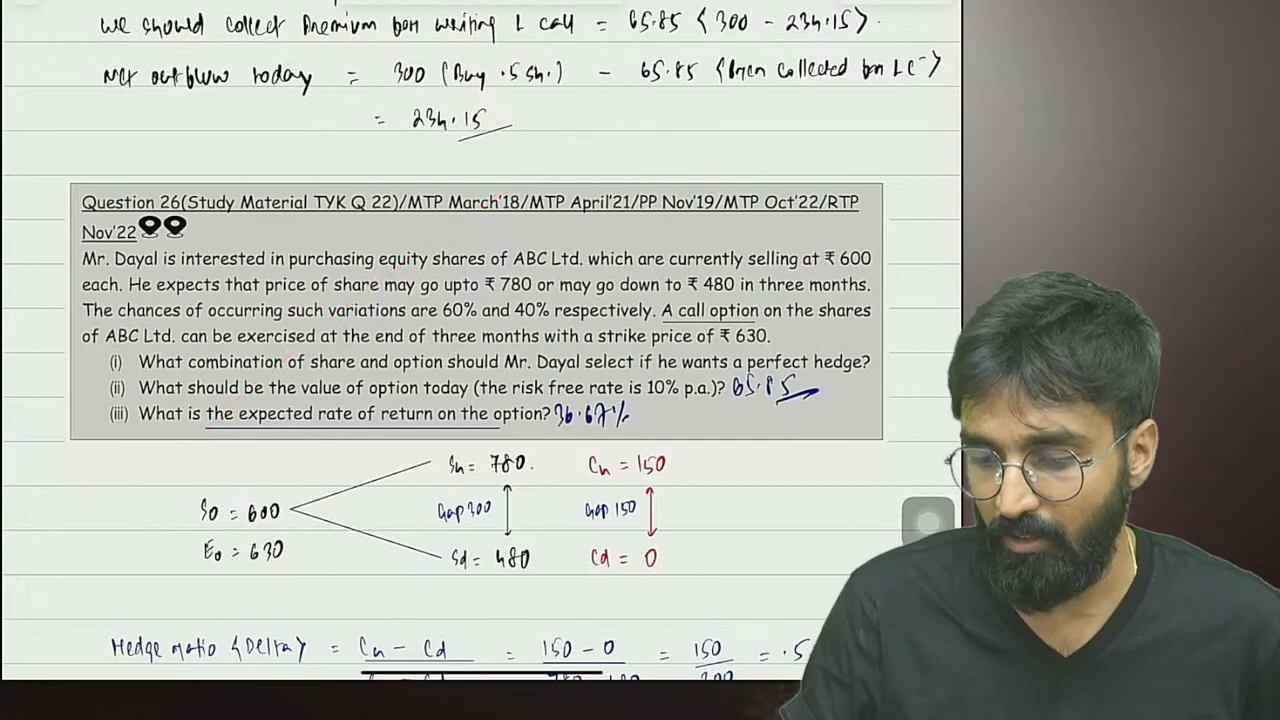 we should collect Premium from writing 1 call = 65.85 {300 - 234.15}.
Net outflow today = 300 (Buy .5 sh.) - 65.85 {Prem Collected from 1 C⁻}
= 234.15
Question 26(Study Material TYK Q 22)/MTP March'18/MTP April'21/PP Nov'19/MTP Oct'22/RTP
Nov'22
Mr. Dayal is interested in purchasing equity shares of ABC Ltd. which are currently selling at ₹ 600
each. He expects that price of share may go upto ₹ 780 or may go down to ₹ 480 in three months.
The chances of occurring such variations are 60% and 40% respectively. A call option on the shares
of ABC Ltd. can be exercised at the end of three months with a strike price of ₹ 630.
(i) What combination of share and option should Mr. Dayal select if he wants a perfect hedge?
(ii) What should be the value of option today (the risk free rate is 10% p.a.)? 65.85
(iii) What is the expected rate of return on the option? 36.67%
Su = 780. Cu = 150
S0 = 600 Gap 300 Gap 150
E0 = 630 Sd = 480 Cd = 0
Hedge ratio {Delta} = Cu - Cd = 150 - 0 = 150 = .5
300